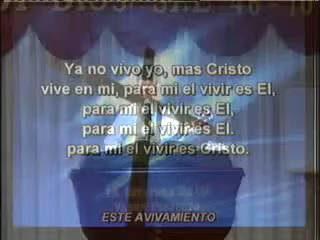 Ya no vivo yo, mas Cristo
vive en mi, para mi el vivir es El,
para mi el vivir es El,
para mi el vivir es El.
para mi el vivir es Cristo.
ESTE AVIVAMIENTO